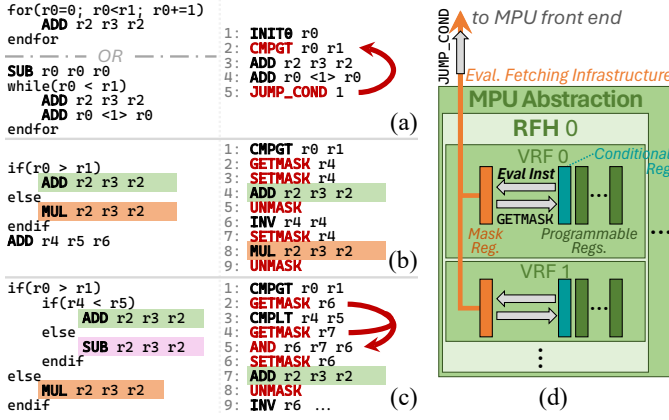 for(r0=0; r0<r1; r0+=1)
ADD r2 r3 r2
endfor
OR
SUB r0 r0 r0
while(r0 < r1)
ADD r2 r3 r2
ADD r0 <1> r0
endfor
1: INIT0 r0
2: CMPGT r0 r1
3: ADD r2 r3 r2
4: ADD r0 <1> r0
5: JUMP_COND 1
(a)
if(r0 > r1)
ADD r2 r3 r2
else
MUL r2 r3 r2
endif
ADD r4 r5 r6
1: CMPGT r0 r1
2: GETMASK r4
3: SETMASK r4
4: ADD r2 r3 r2
5: UNMASK
6: INV r4 r4
7: SETMASK r4
8: MUL r2 r3 r2
9: UNMASK
(b)
if(r0 > r1)
if(r4 < r5)
ADD r2 r3 r2
else
SUB r2 r3 r2
endif
else
MUL r2 r3 r2
endif
1: CMPGT r0 r1
2: GETMASK r6
3: CMPLT r4 r5
4: GETMASK r7
5: AND r6 r7 r6
6: SETMASK r6
7: ADD r2 r3 r2
8: UNMASK
9: INV r6 ...
(c)
JUMP_COND
to MPU front end
Eval. Fetching Infrastructure
MPU Abstraction
RFH 0
VRF 0
Conditional
Reg.
Eval Inst
GETMASK
Mask
Reg.
Programmable
Regs.
VRF 1
(d)